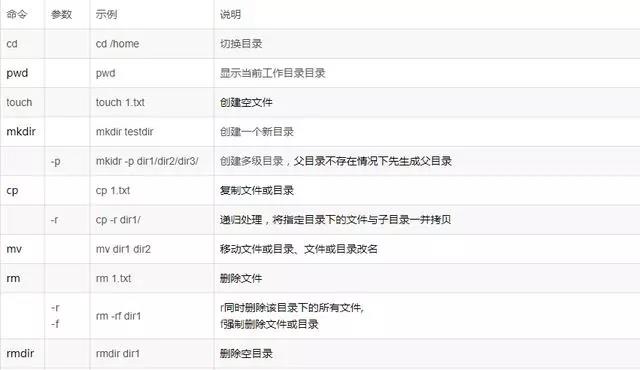 命令 参数 示例 说明
cd cd /home 切换目录
pwd pwd 显示当前工作目录目录
touch touch 1.txt 创建空文件
mkdir mkdir testdir 创建一个新目录
-p mkidr -p dir1/dir2/dir3/ 创建多级目录，父目录不存在情况下先生成父目录
cp cp 1.txt 复制文件或目录
-r cp -r dir1/ 递归处理，将指定目录下的文件与子目录一并拷贝
mv mv dir1 dir2 移动文件或目录、文件或目录改名
rm rm 1.txt 删除文件
-r rm -rf dir1 r同时删除该目录下的所有文件,
-f f强制删除文件或目录
rmdir rmdir dir1 删除空目录